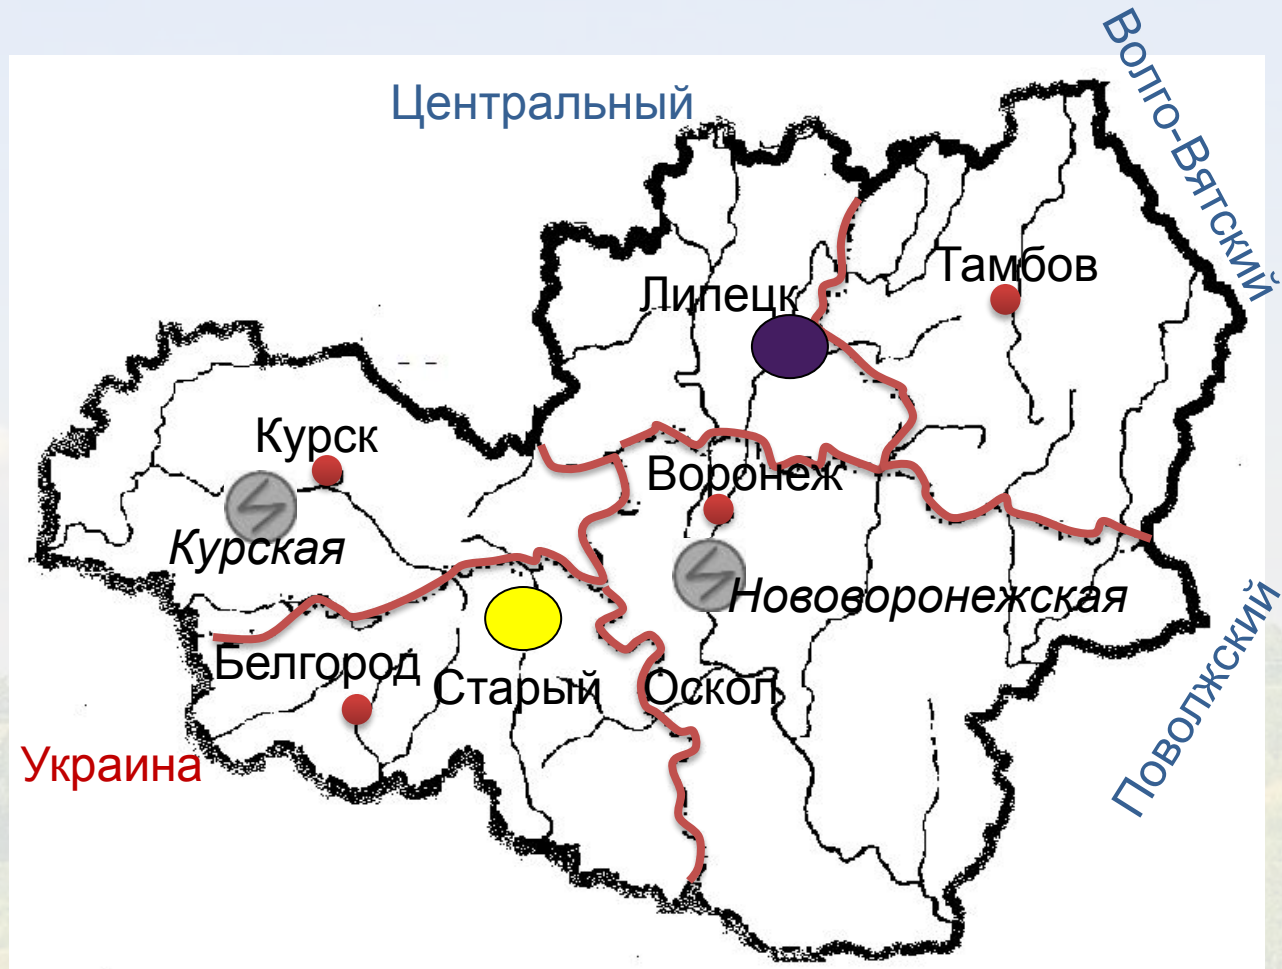 Волго-Вятский
Центральный
Тамбов
Липецк
Курск
Воронеж
Курская
Нововоронежская
Белгород
Старый Оскол
Поволжский
Украина